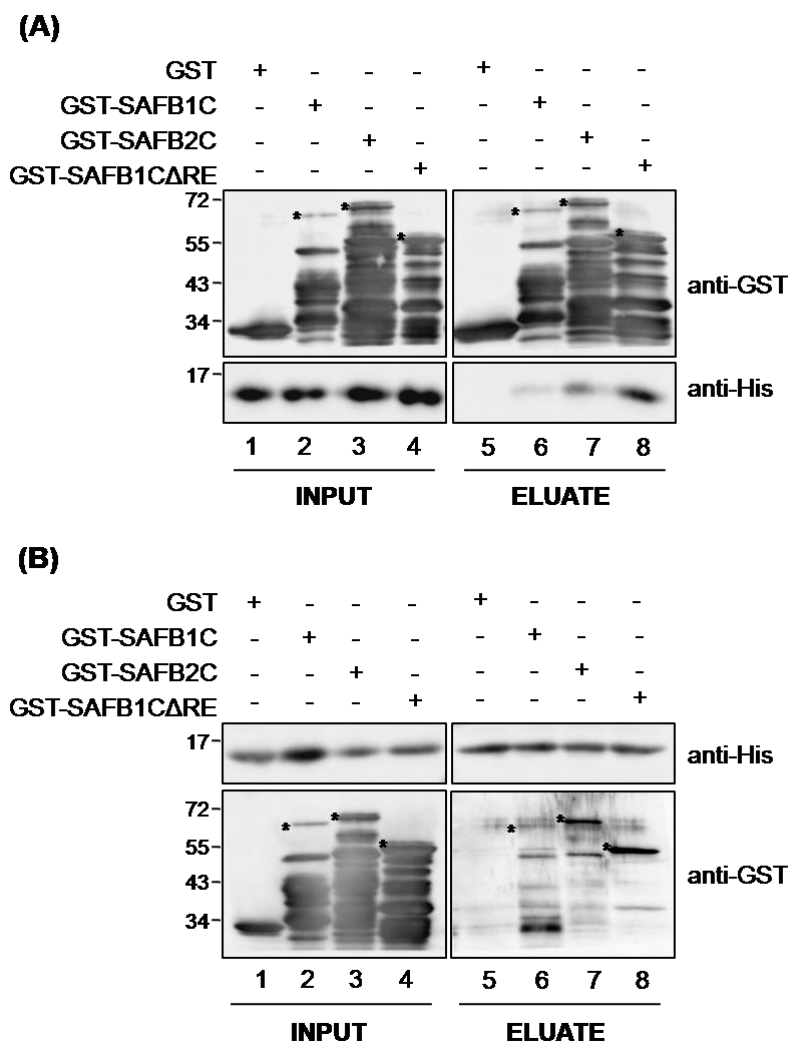 (A)
GST + - - - + - - -
GST-SAFB1C - + - - - + - -
GST-SAFB2C - - + - - - + -
GST-SAFB1CΔRE - - - + - - - +
72
55
43
34
anti-GST
17
anti-His
1 2 3 4 5 6 7 8
INPUT ELUATE
(B)
GST + - - - + - - -
GST-SAFB1C - + - - - + - -
GST-SAFB2C - - + - - - + -
GST-SAFB1CΔRE - - - + - - - +
17
anti-His
72
55
43
34
anti-GST
1 2 3 4 5 6 7 8
INPUT ELUATE